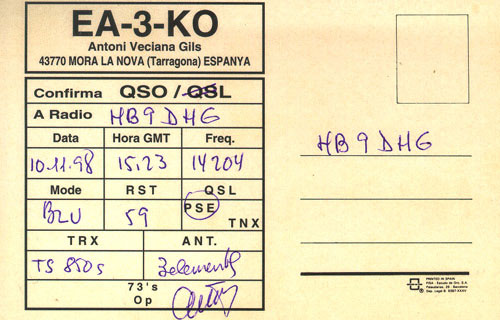 EA-3-KO
Antoni Veciana Gils
43770 MORA LA NOVA (Tarragona) ESPANYA
Confirma QSO / QSL
A Radio HB9DHG
Data Hora GMT Freq.
10.11.98 15,23 14204
Mode RST QSL
BLU 59 PSE
TNX
TRX ANT.
TS 850s 3elements
73's
Op
HB9DHG
PRINTED IN SPAIN